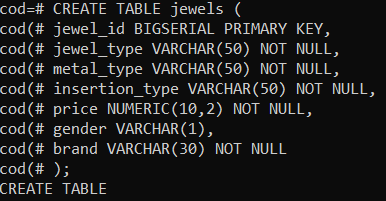 cod=# CREATE TABLE jewels (
cod(# jewel_id BIGSERIAL PRIMARY KEY,
cod(# jewel_type VARCHAR(50) NOT NULL,
cod(# metal_type VARCHAR(50) NOT NULL,
cod(# insertion_type VARCHAR(50) NOT NULL,
cod(# price NUMERIC(10,2) NOT NULL,
cod(# gender VARCHAR(1),
cod(# brand VARCHAR(30) NOT NULL
cod(# );
CREATE TABLE